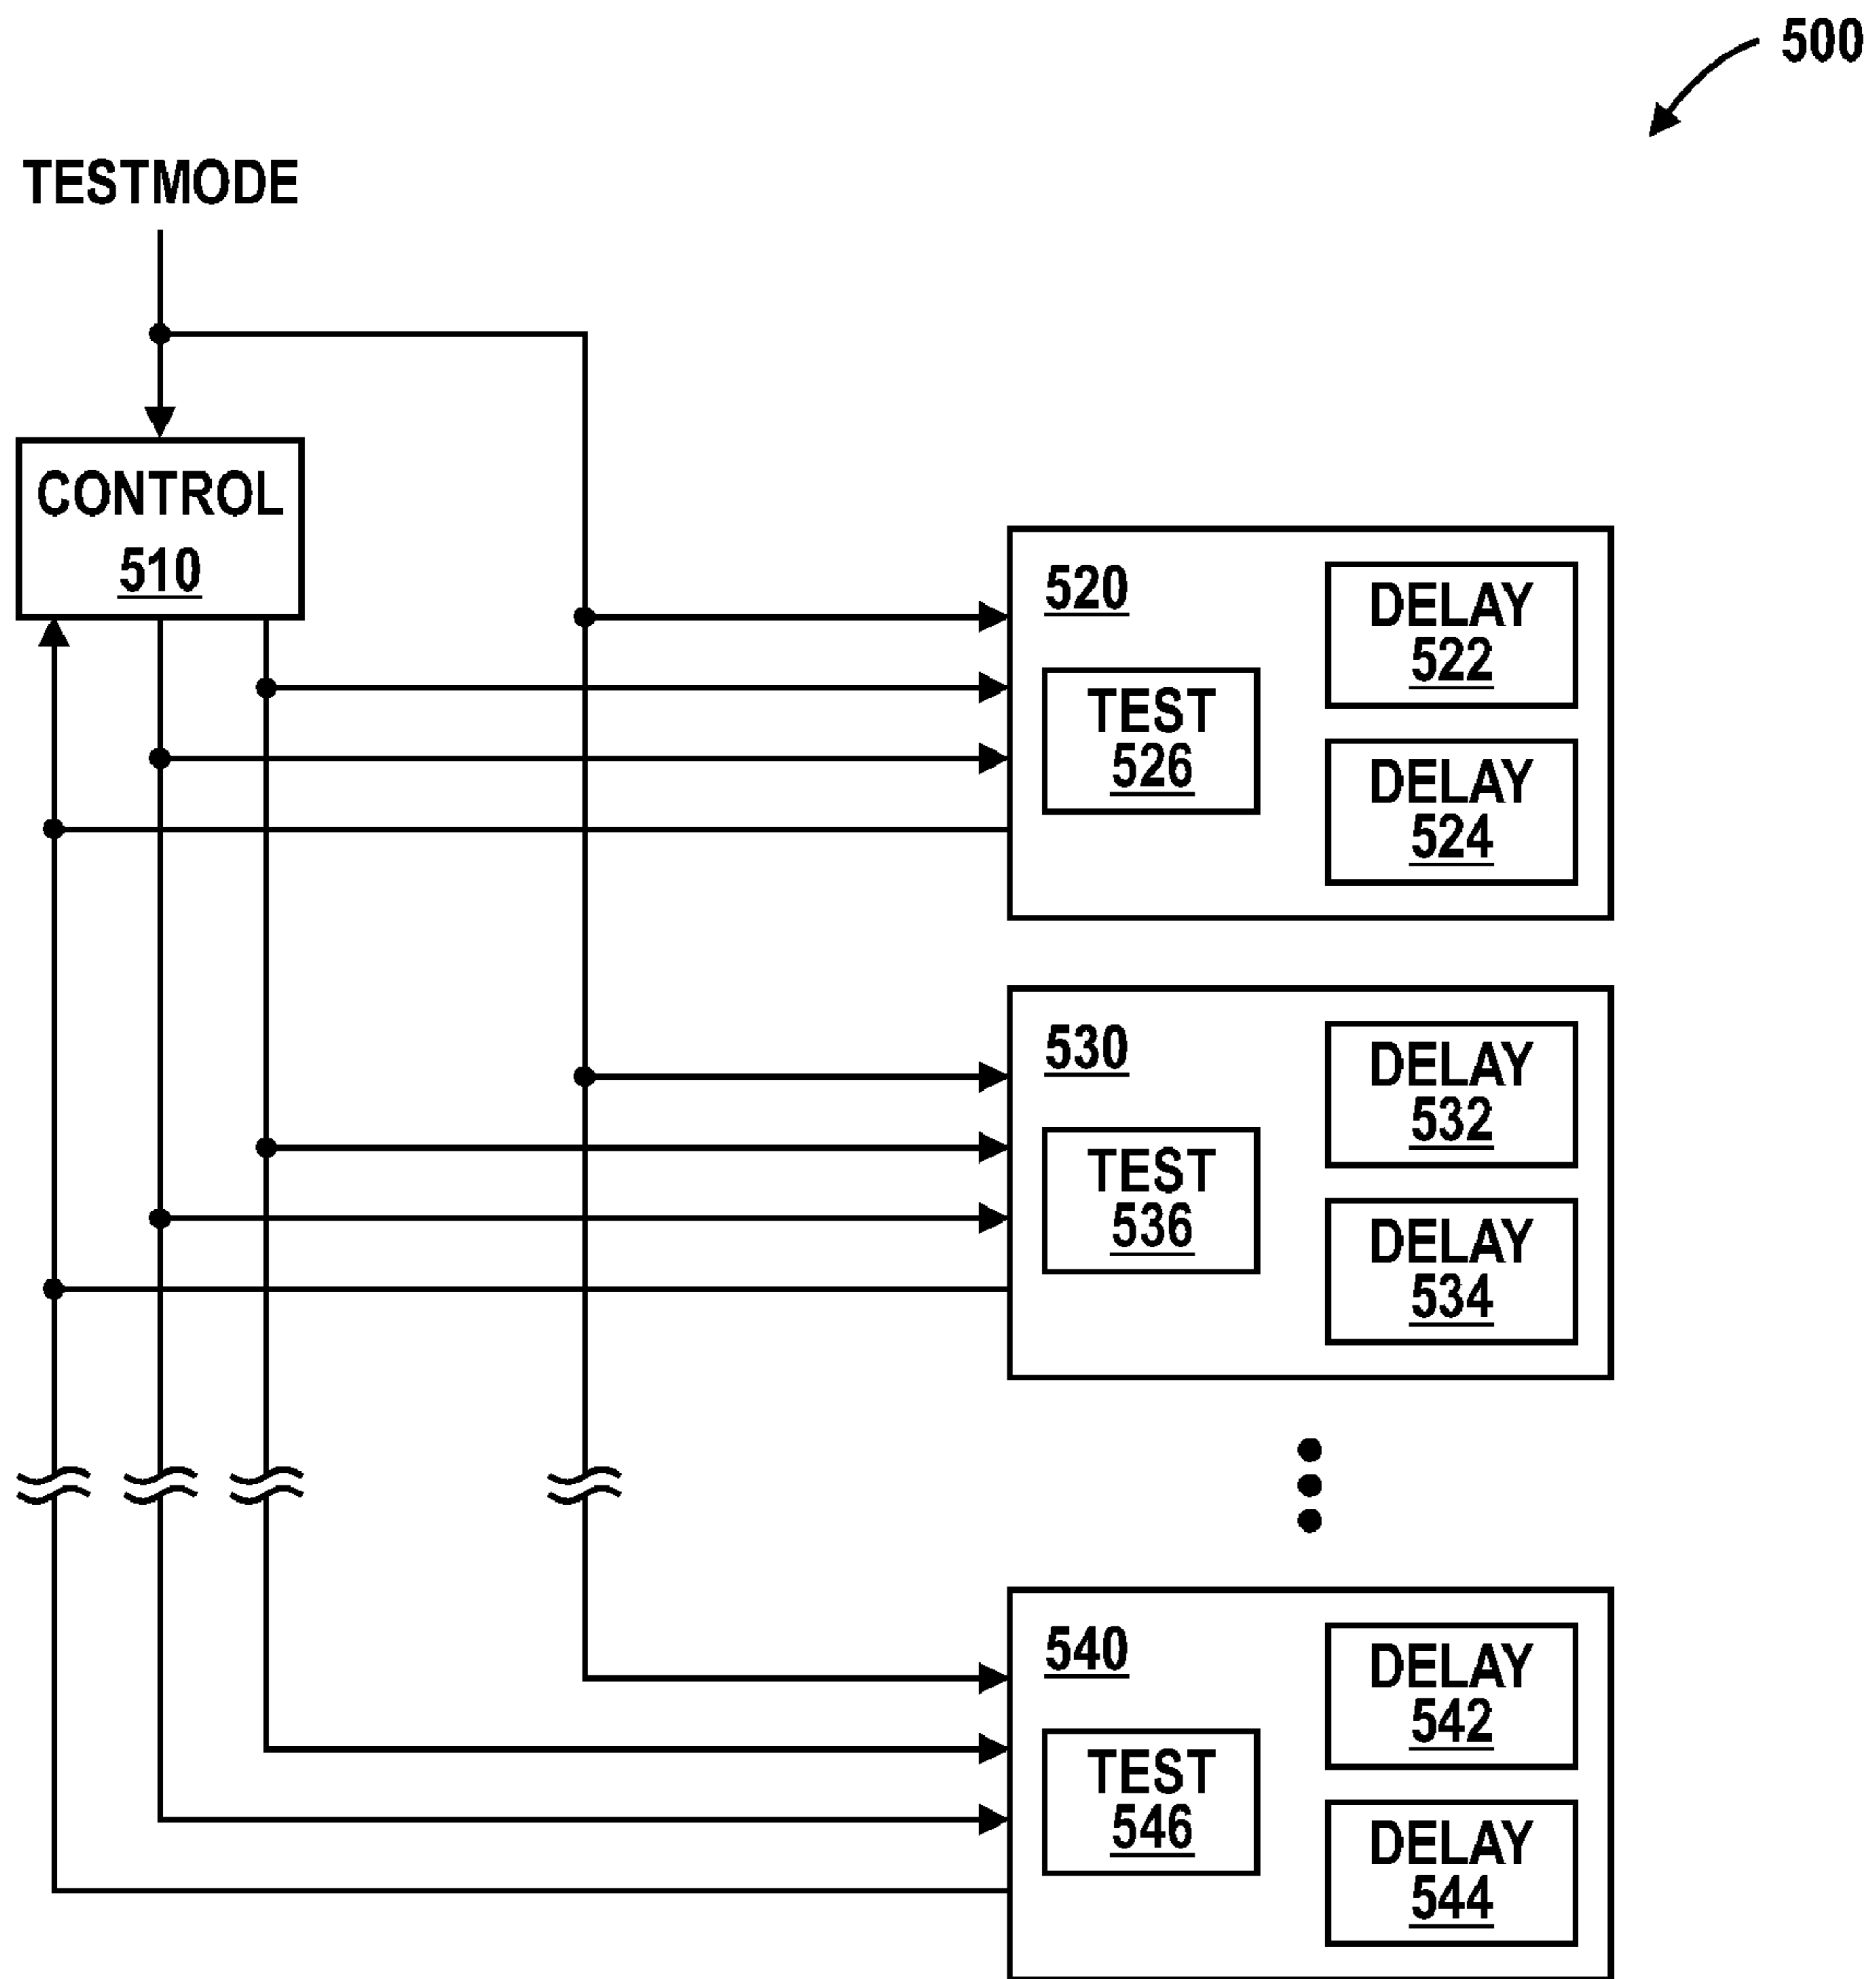 500
TESTMODE
CONTROL
510
520
DELAY
522
TEST
526
DELAY
524
530
DELAY
532
TEST
536
DELAY
534
540
DELAY
542
TEST
546
DELAY
544